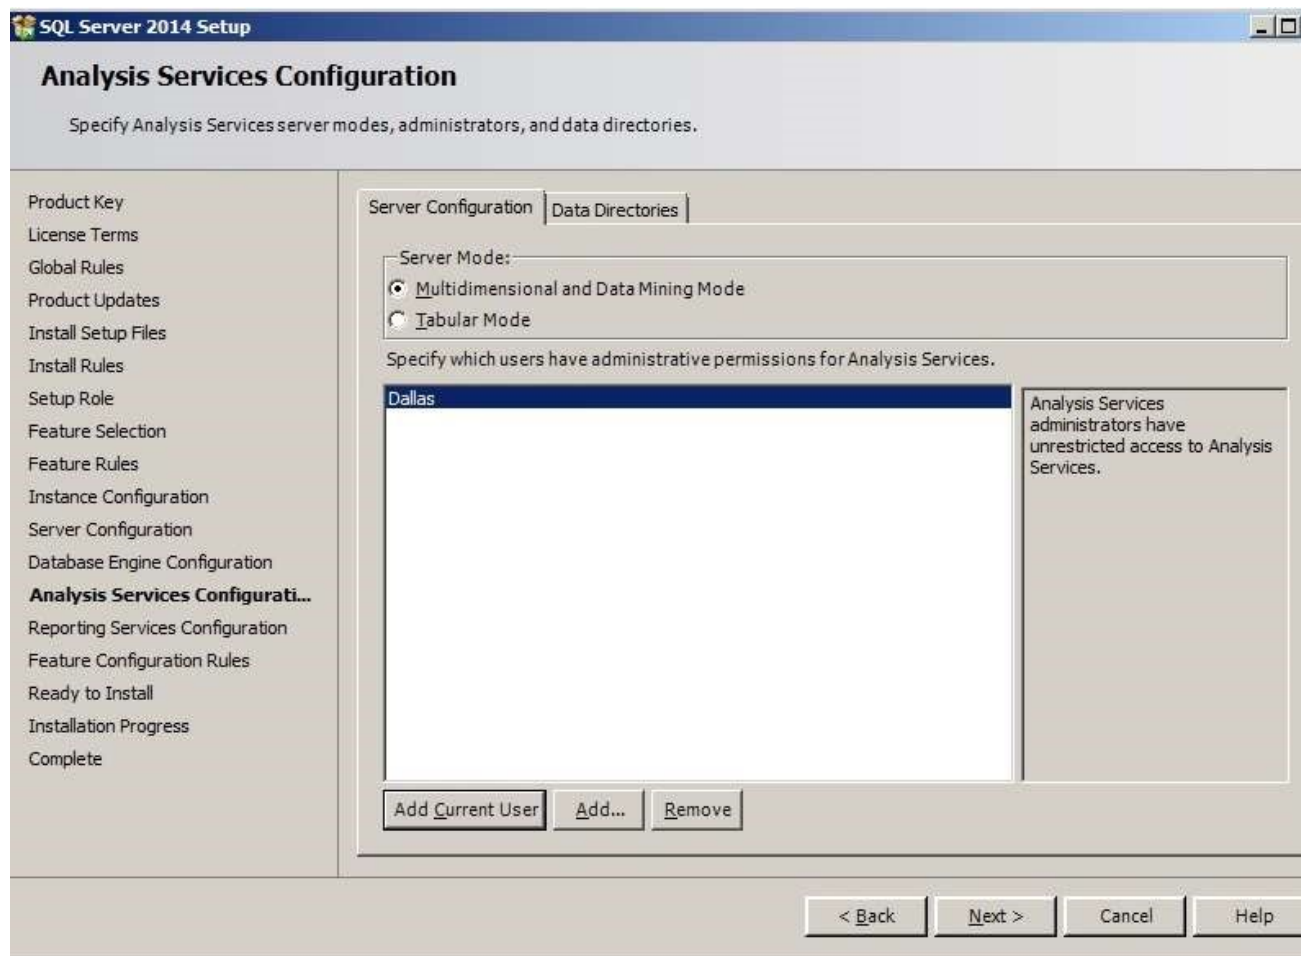 SQL Server 2014 Setup
Analysis Services Configuration
Specify Analysis Services server modes, administrators, and data directories.
Product Key
License Terms
Global Rules
Product Updates
Install Setup Files
Install Rules
Setup Role
Feature Selection
Feature Rules
Instance Configuration
Server Configuration
Database Engine Configuration
Analysis Services Configurati...
Reporting Services Configuration
Feature Configuration Rules
Ready to Install
Installation Progress
Complete
Server Configuration
Data Directories
Server Mode:
Multidimensional and Data Mining Mode
Tabular Mode
Specify which users have administrative permissions for Analysis Services.
Dallas
Analysis Services
administrators have
unrestricted access to Analysis
Services.
Add Current User
Add...
Remove
< Back
Next >
Cancel
Help